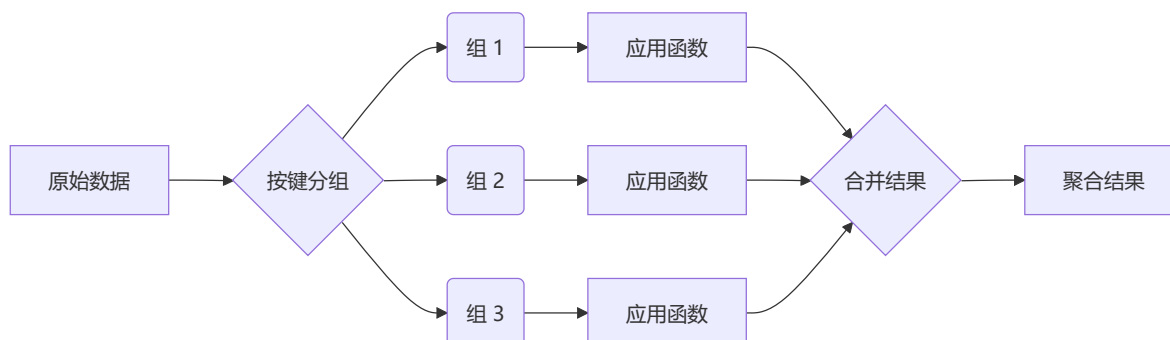 组 1
应用函数
原始数据
按键分组
组 2
应用函数
合并结果
聚合结果
组 3
应用函数